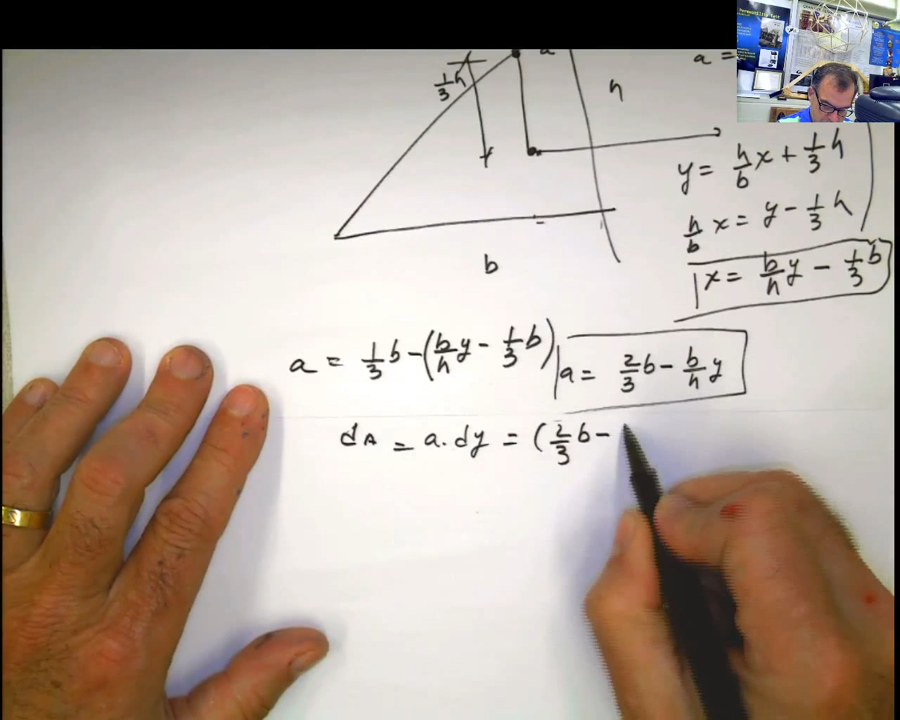 a
a =
1/3 h
h
y = h/b x + 1/3 h
h/b x = y - 1/3 h
x = b/h y - 1/3 b
b
a = 1/3 b - (b/h y - 1/3 b) a = 2/3 b - b/h y
dA = a.dy = (2/3 b -